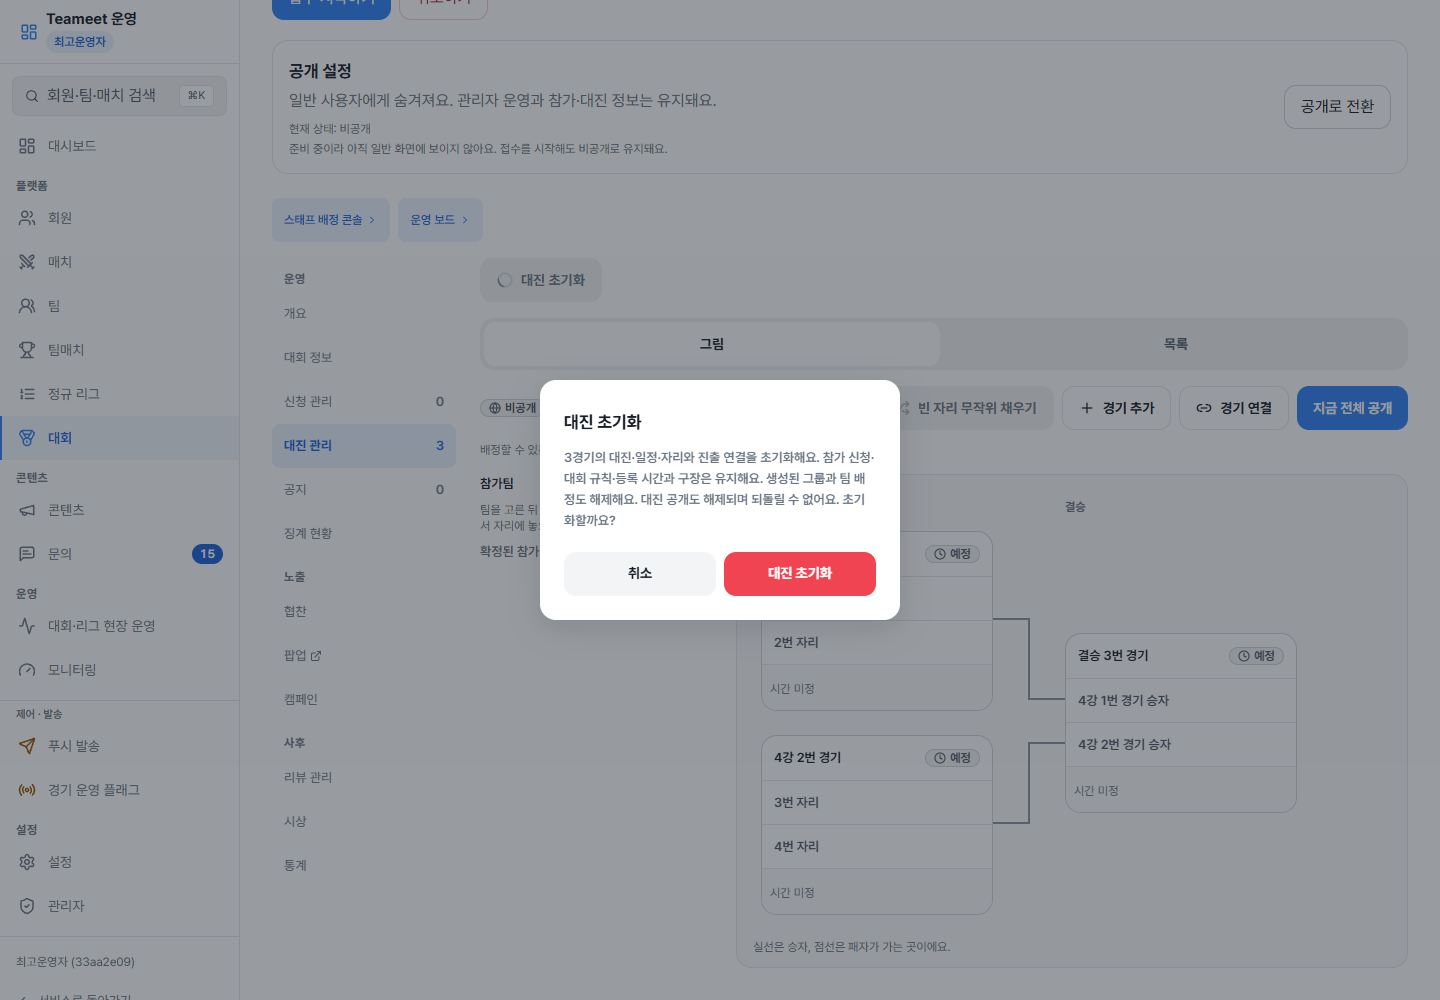 Teameet 운영
최고운영자
회원·팀·매치 검색
⌘K
대시보드
플랫폼
회원
매치
팀
팀매치
정규 리그
대회
콘텐츠
콘텐츠
문의
15
운영
대회·리그 현장 운영
모니터링
제어 · 발송
푸시 발송
경기 운영 플래그
설정
설정
관리자
최고운영자 (33aa2e09)
공개 설정
일반 사용자에게 숨겨져요. 관리자 운영과 참가·대진 정보는 유지돼요.
현재 상태: 비공개
준비 중이라 아직 일반 화면에 보이지 않아요. 접수를 시작해도 비공개로 유지돼요.
공개로 전환
스태프 배정 콘솔
운영 보드
운영
개요
대회 정보
신청 관리 0
대진 관리 3
공지 0
징계 현황
노출
협찬
팝업
캠페인
사후
리뷰 관리
시상
통계
대진 초기화
그림
목록
비공개
빈 자리 무작위 채우기
경기 추가
경기 연결
지금 전체 공개
배정할 수 있
참가팀
팀을 고른 뒤
서 자리에 놓
확정된 참가
대진 초기화
3경기의 대진·일정·자리와 진출 연결을 초기화해요. 참가 신청·
대회 규칙·등록 시간과 구장은 유지해요. 생성된 그룹과 팀 배
정도 해제해요. 대진 공개도 해제되며 되돌릴 수 없어요. 초기
화할까요?
취소
대진 초기화
결승
예정
2번 자리
시간 미정
4강 2번 경기
예정
3번 자리
4번 자리
시간 미정
결승 3번 경기
예정
4강 1번 경기 승자
4강 2번 경기 승자
시간 미정
실선은 승자, 점선은 패자가 가는 곳이에요.